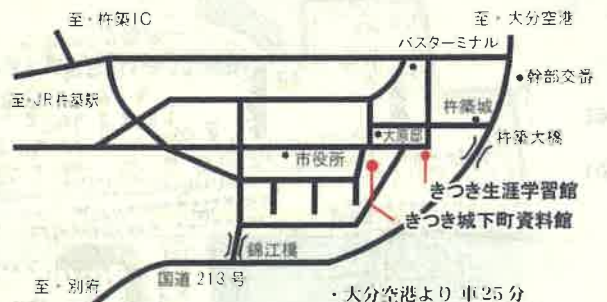 至・杵築IC
至・大分空港
バスターミナル
幹部交番
至・JR杵築駅
杵築城
大原邸
杵築大橋
市役所
きつき生涯学習館
きつき城下町資料館
錦江橋
至・別府
国道213号
・大分空港より 車25分